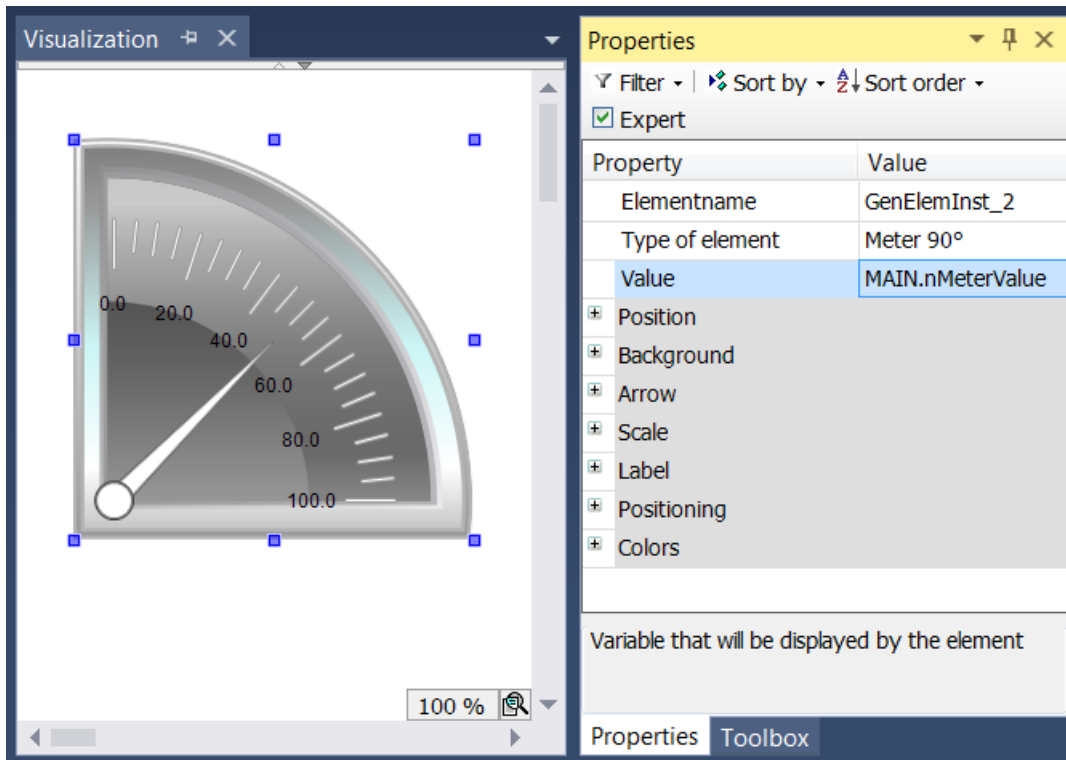 Visualization
0.0
20.0
40.0
60.0
80.0
100.0
100 %
Properties
Filter Sort by Sort order
Expert
Property Value
Elementname GenElemInst_2
Type of element Meter 90°
Value MAIN.nMeterValue
Position
Background
Arrow
Scale
Label
Positioning
Colors
Variable that will be displayed by the element
Properties Toolbox